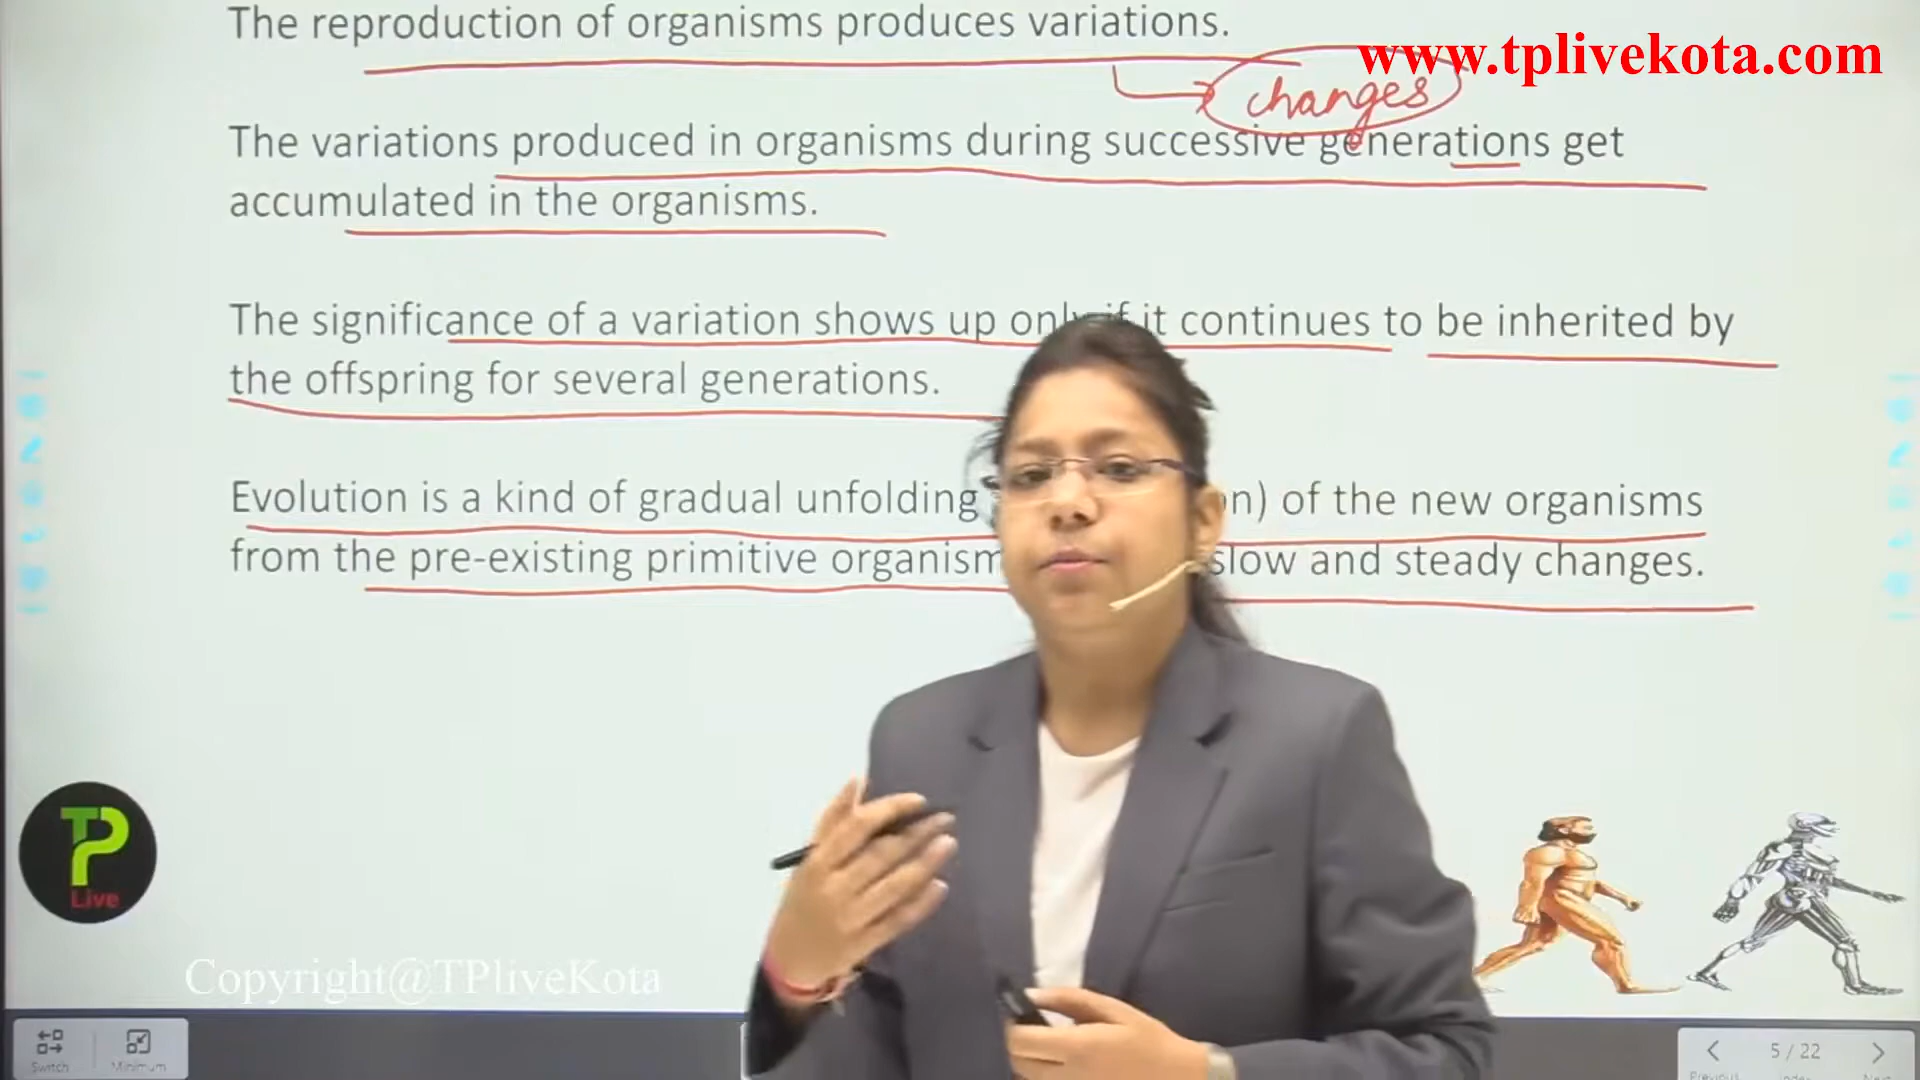 The reproduction of organisms produces variations.
www.tplivekota.com
changes
The variations produced in organisms during successive generations get
accumulated in the organisms.
The significance of a variation shows up only if it continues to be inherited by
the offspring for several generations.
Evolution is a kind of gradual unfolding on) of the new organisms
from the pre-existing primitive organism slow and steady changes.
TP
Live
Copyright@TPliveKota
Switch
Minimum
5 / 22
Previous